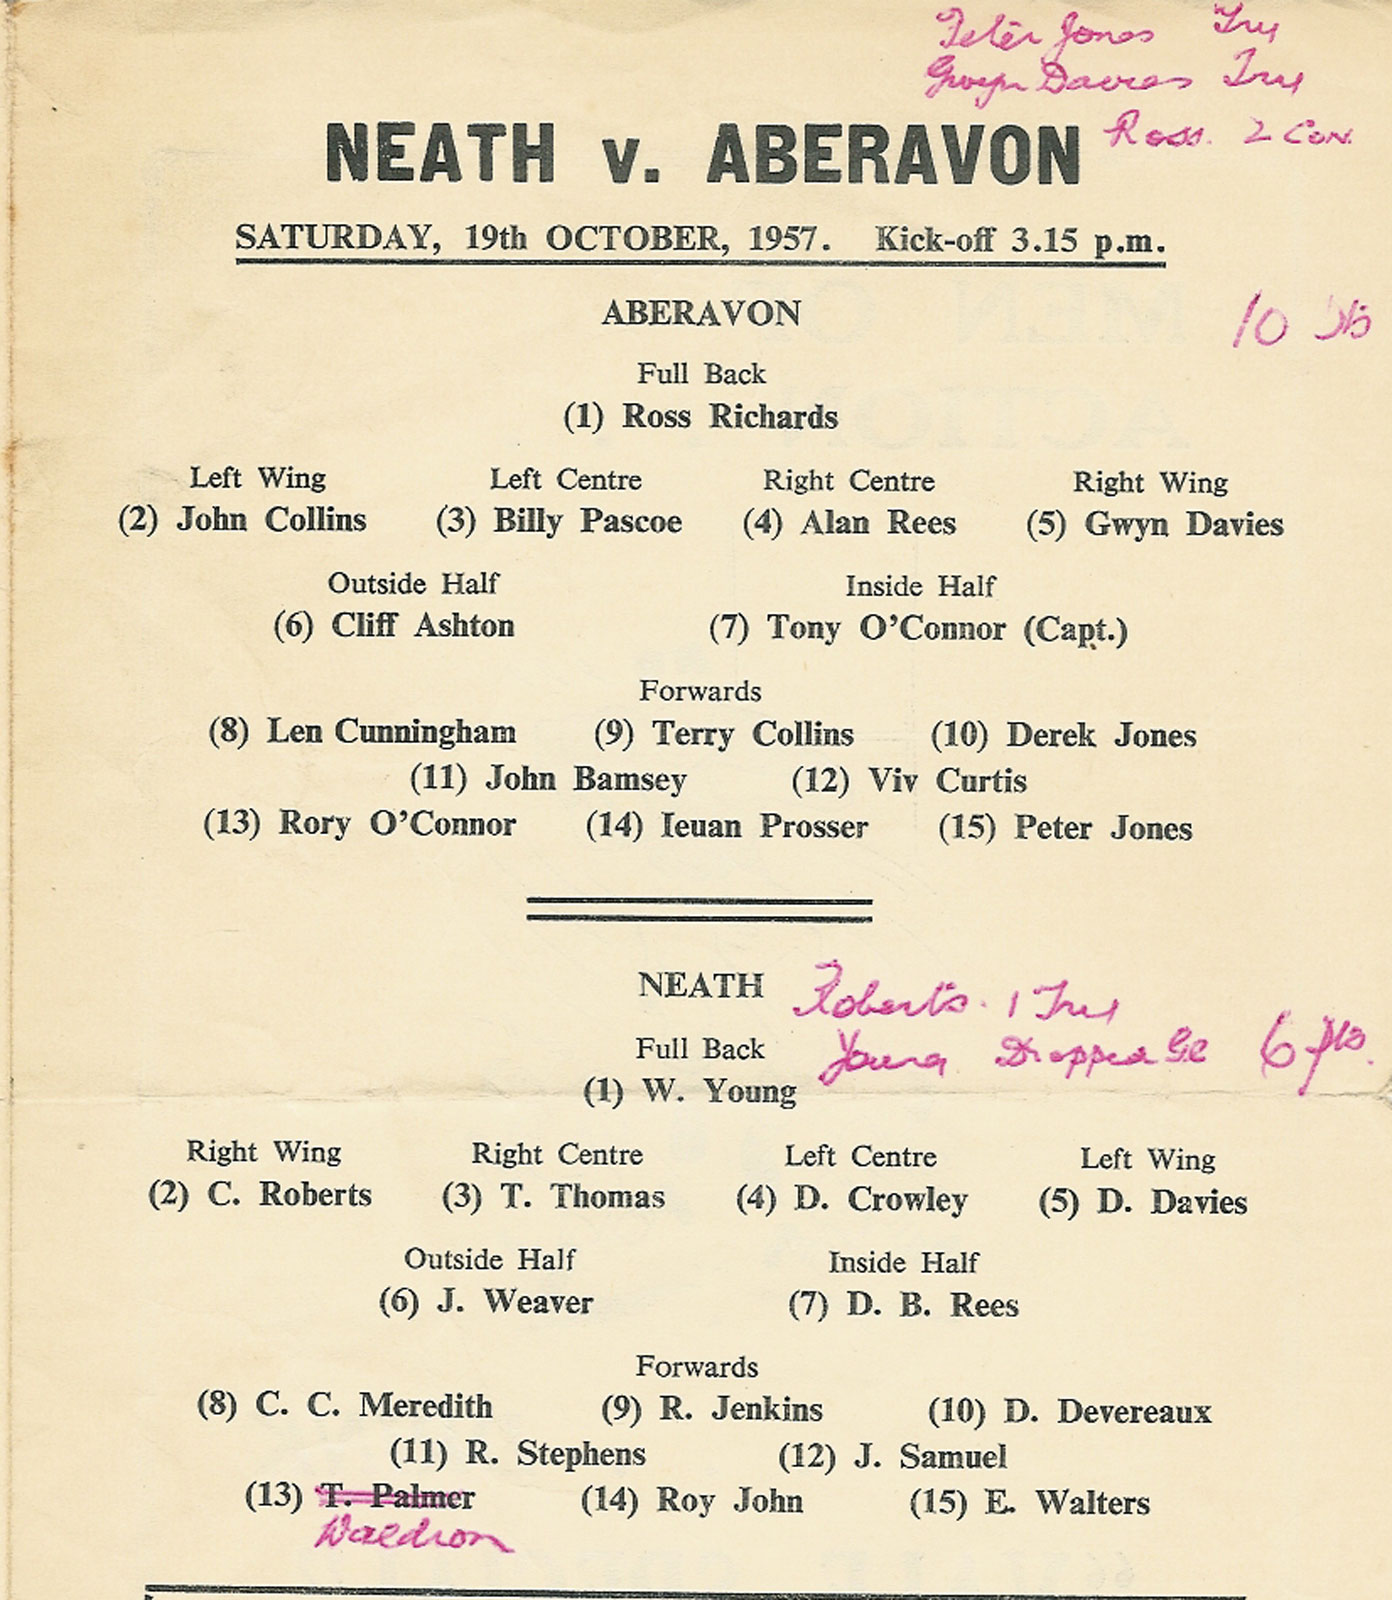 Peter Jones Try
Gwyn Davies Try
Ross. 2 Con.
NEATH v. ABERAVON
SATURDAY, 19th OCTOBER, 1957. Kick-off 3.15 p.m.
ABERAVON
10 pts
Full Back
(1) Ross Richards
Left Wing Left Centre Right Centre Right Wing
(2) John Collins (3) Billy Pascoe (4) Alan Rees (5) Gwyn Davies
Outside Half Inside Half
(6) Cliff Ashton (7) Tony O'Connor (Capt.)
Forwards
(8) Len Cunningham (9) Terry Collins (10) Derek Jones
(11) John Bamsey (12) Viv Curtis
(13) Rory O'Connor (14) Ieuan Prosser (15) Peter Jones
NEATH Roberts. 1 Try
Full Back Young Dropped Gl 6 pts.
(1) W. Young
Right Wing Right Centre Left Centre Left Wing
(2) C. Roberts (3) T. Thomas (4) D. Crowley (5) D. Davies
Outside Half Inside Half
(6) J. Weaver (7) D. B. Rees
Forwards
(8) C. C. Meredith (9) R. Jenkins (10) D. Devereaux
(11) R. Stephens (12) J. Samuel
(13) T. Palmer (14) Roy John (15) E. Walters
Waldron